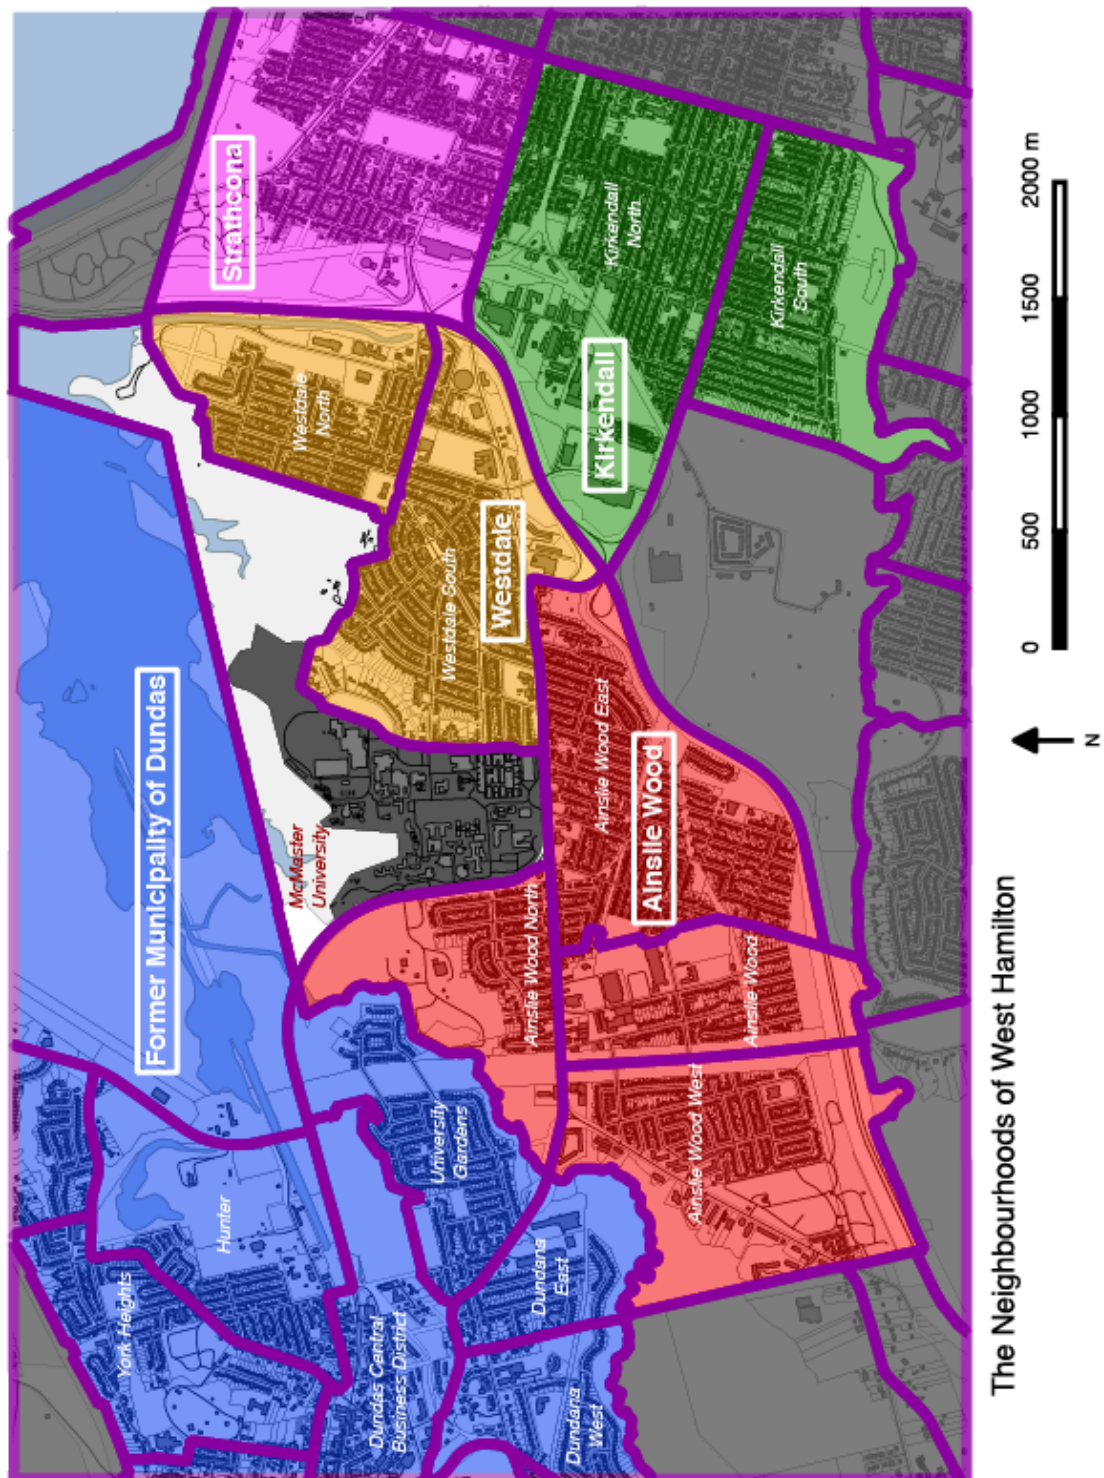 Former Municipality of Dundas
York Heights
Hunter
Dundas Central
Business District
University
Gardens
Dundana
East
Dundana
West
McMaster
University
Westdale
North
Westdale South
Westdale
Strathcona
Kirkendall
Kirkendall
North
Kirkendall
South
Ainslie Wood North
Ainslie Wood East
Ainslie Wood
Ainslie Wood
Ainslie Wood West
The Neighbourhoods of West Hamilton
N
0 500 1000 1500 2000 m